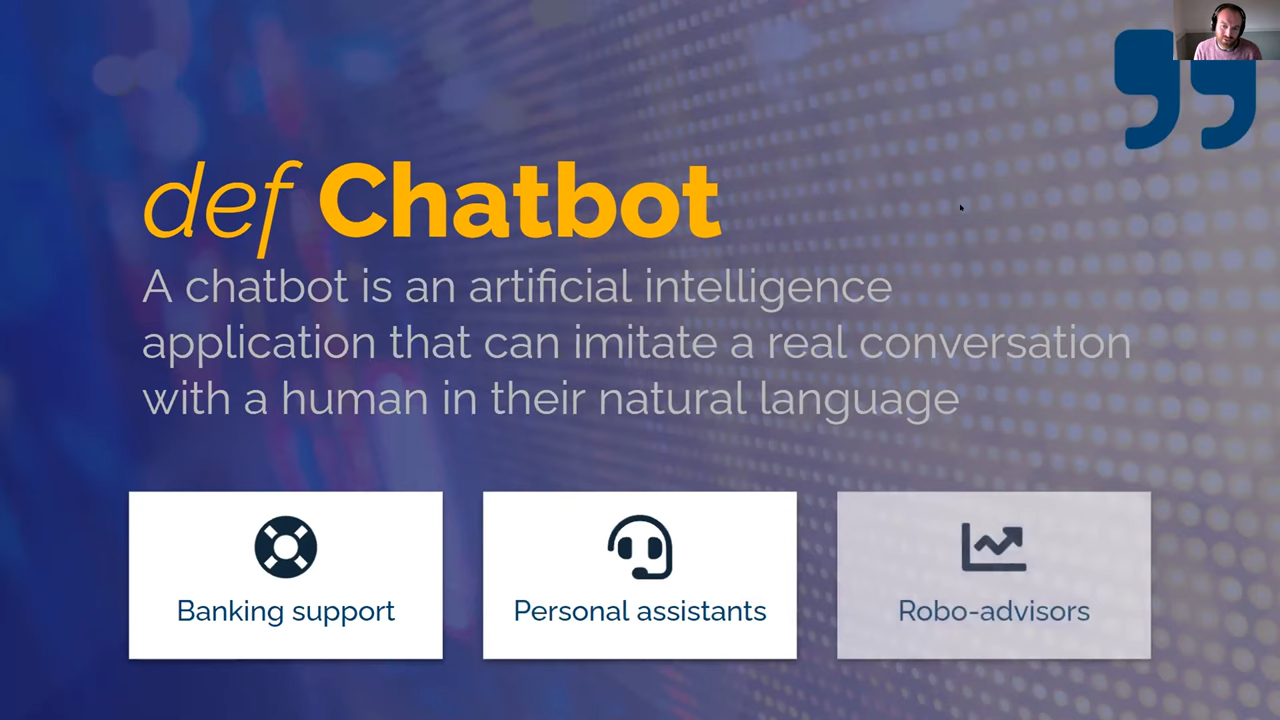 def Chatbot
A chatbot is an artificial intelligence
application that can imitate a real conversation
with a human in their natural language
Banking support
Personal assistants
Robo-advisors